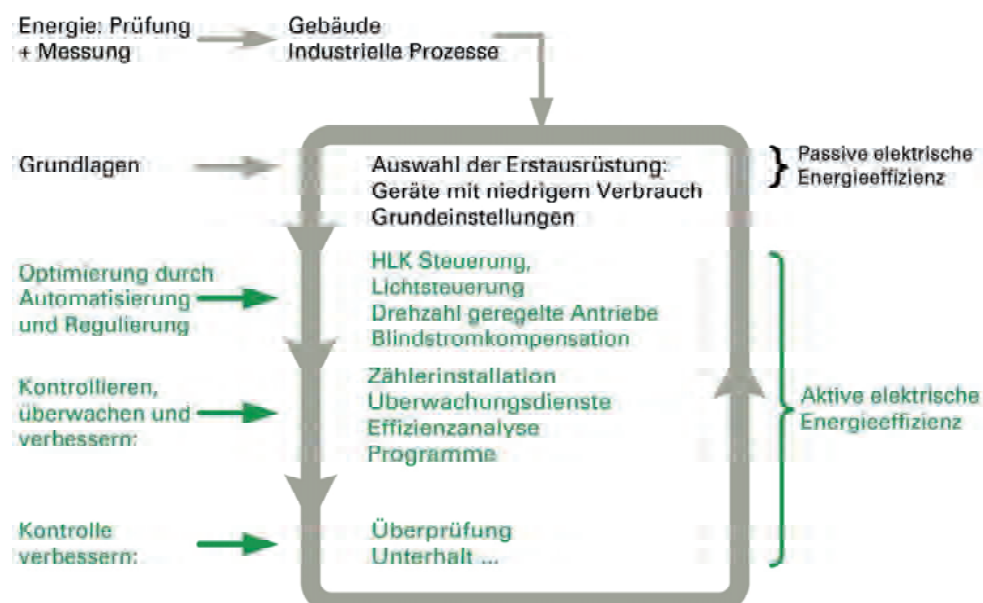 Energie: Prüfung
+ Messung
Gebäude
Industrielle Prozesse
Grundlagen
Auswahl der Erstausrüstung:
Geräte mit niedrigem Verbrauch
Grundeinstellungen
Passive elektrische
Energieeffizienz
Optimierung durch
Automatisierung
und Regulierung
HLK Steuerung,
Lichtsteuerung
Drehzahl geregelte Antriebe
Blindstromkompensation
Kontrollieren,
überwachen und
verbessern:
Zählerinstallation
Überwachungsdienste
Effizienzanalyse
Programme
Aktive elektrische
Energieeffizienz
Kontrolle
verbessern:
Überprüfung
Unterhalt ...